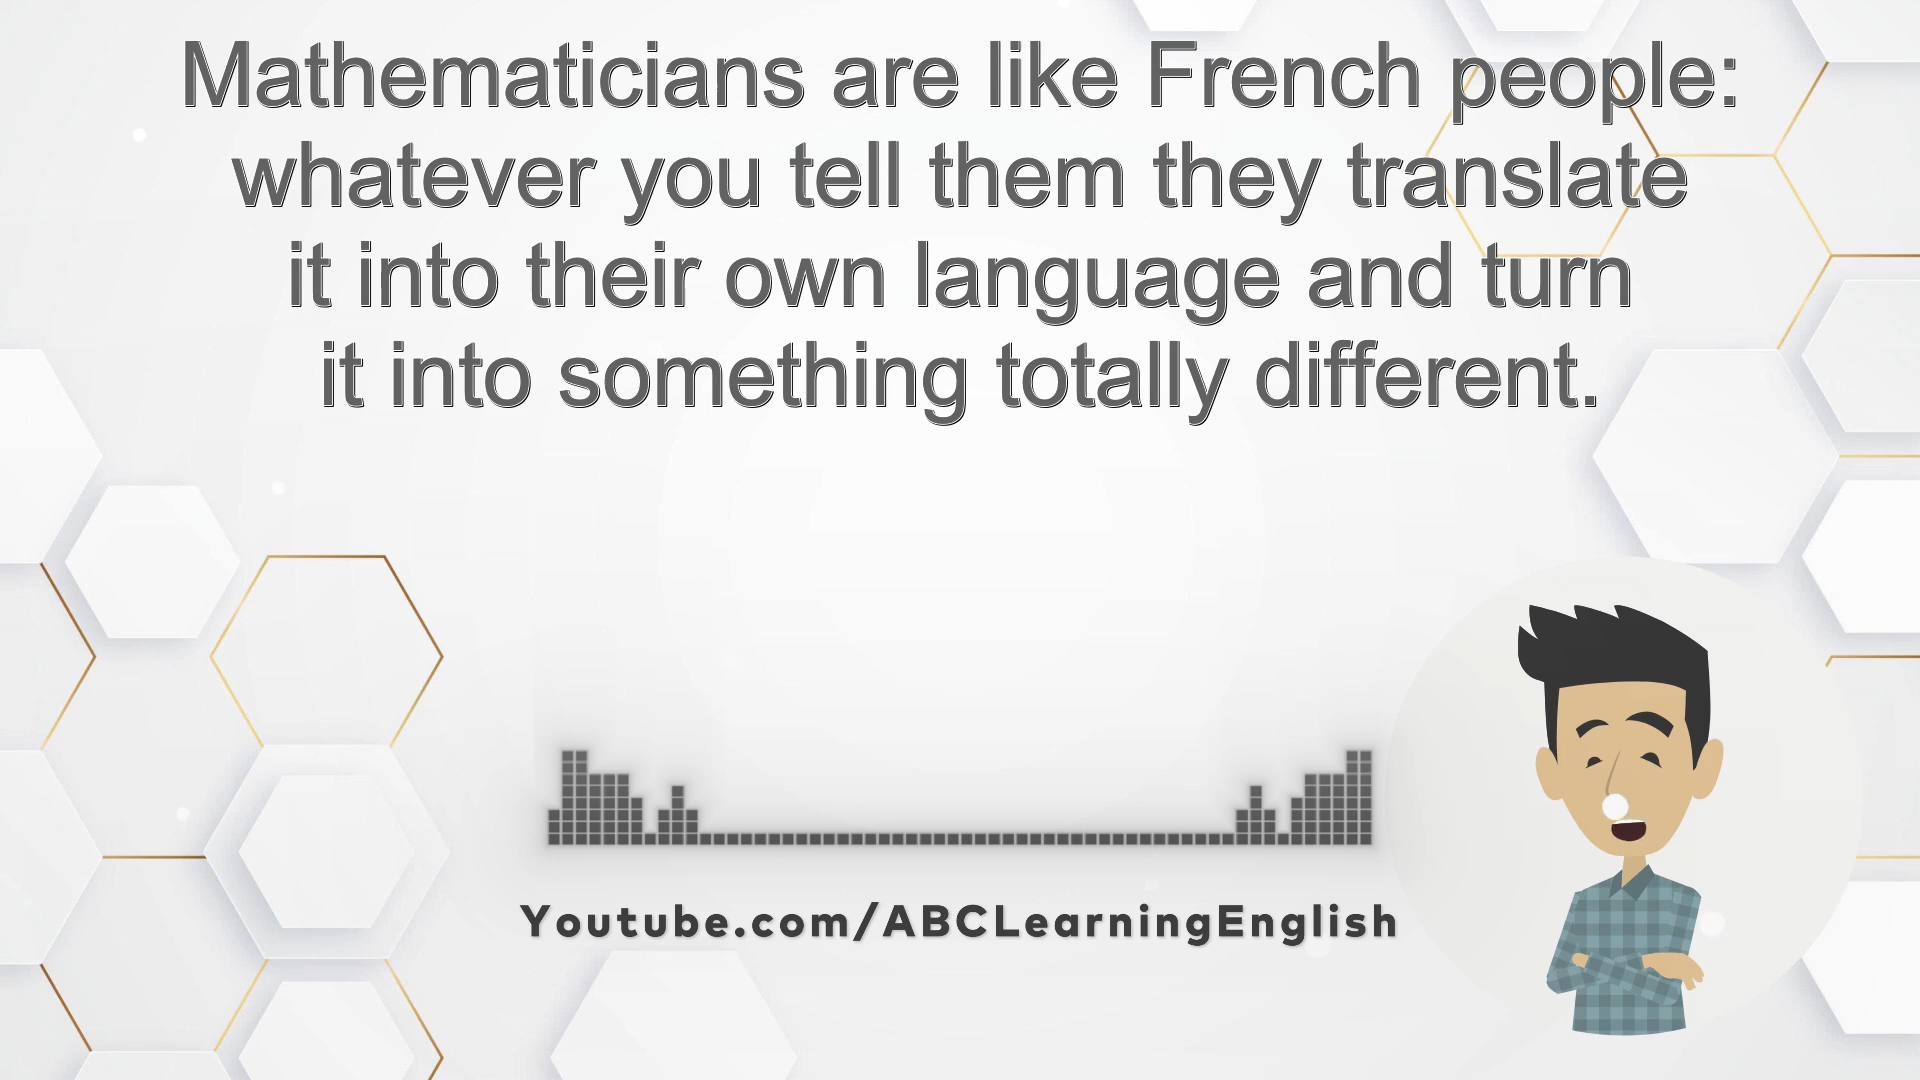 Mathematicians are like French people:
whatever you tell them they translate
it into their own language and turn
it into something totally different.
Youtube.com/ABCLearningEnglish